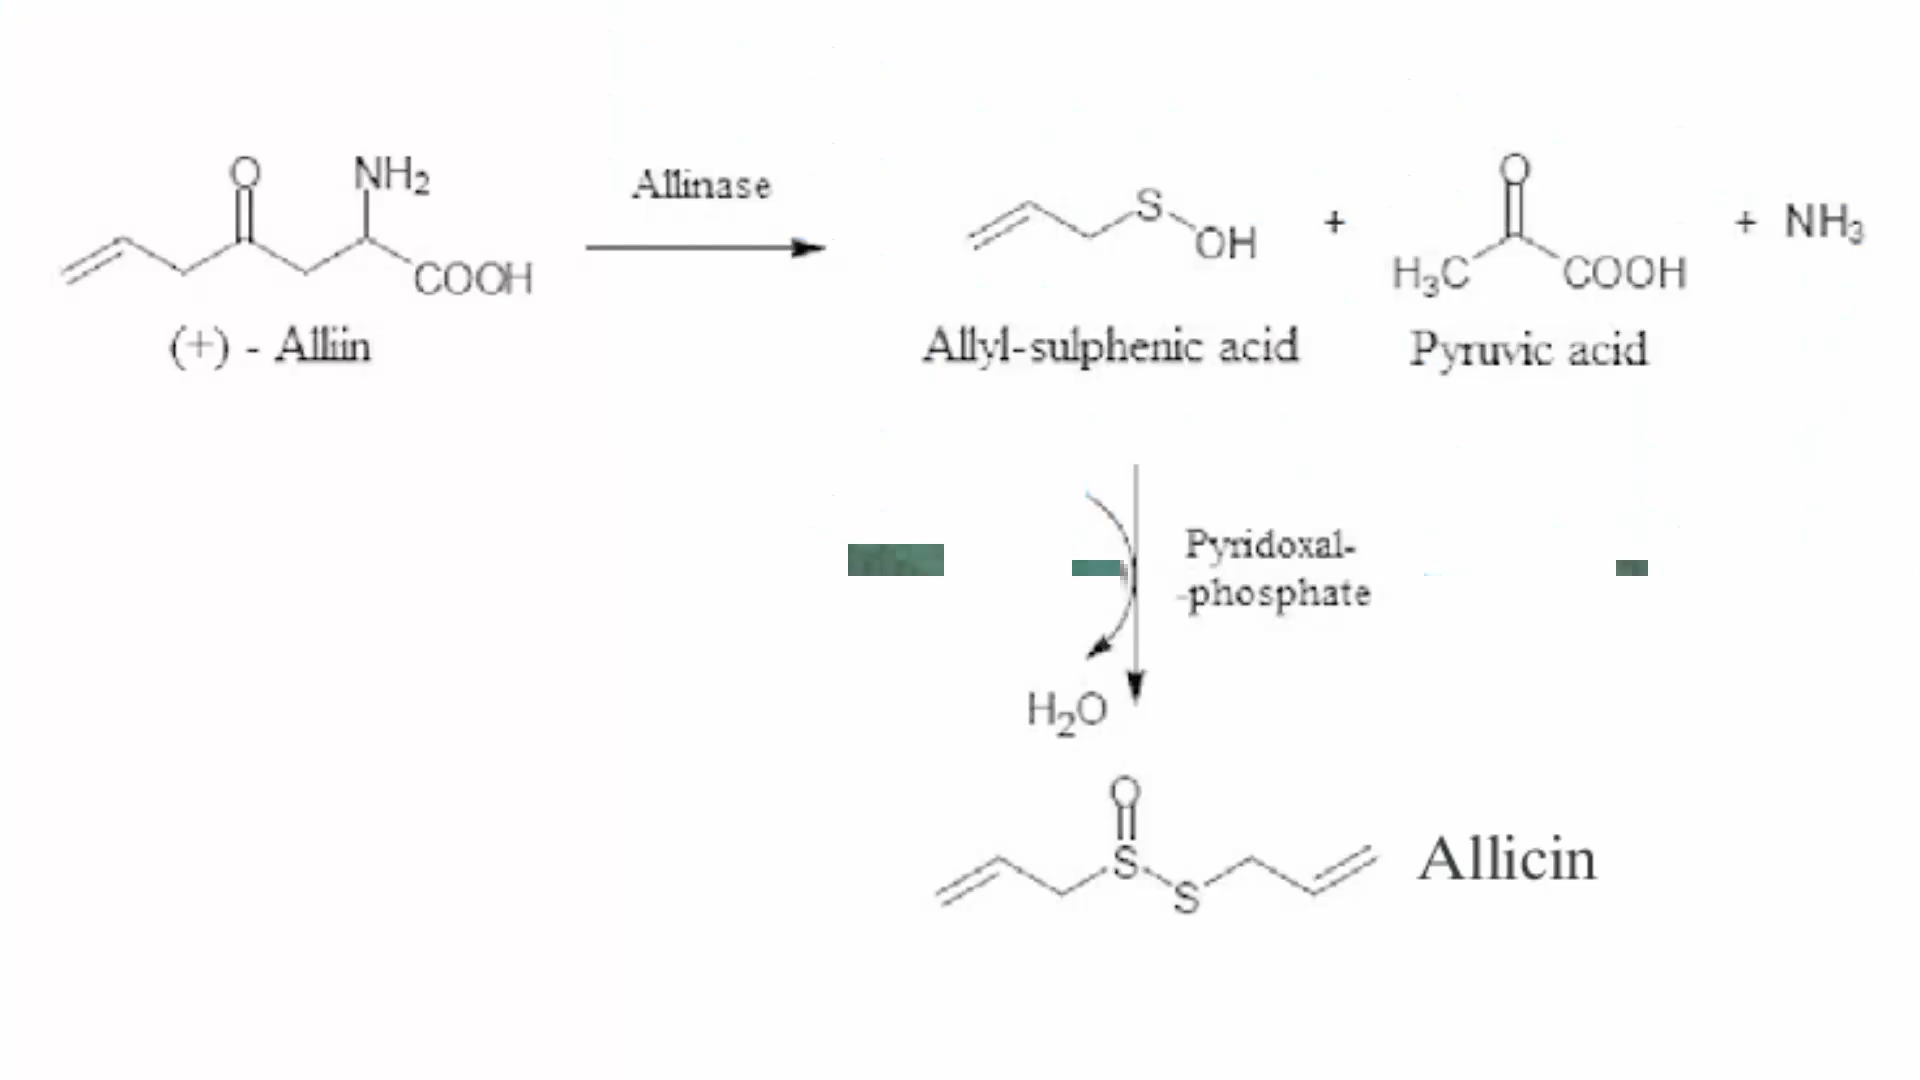 O
NH₂
COOH
(+) - Alliin
Allinase
S
OH
Allyl-sulphenic acid
+
O
H₃C
COOH
Pyruvic acid
+ NH₃
Pyridoxal-
-phosphate
H₂O
O
S
S
Allicin